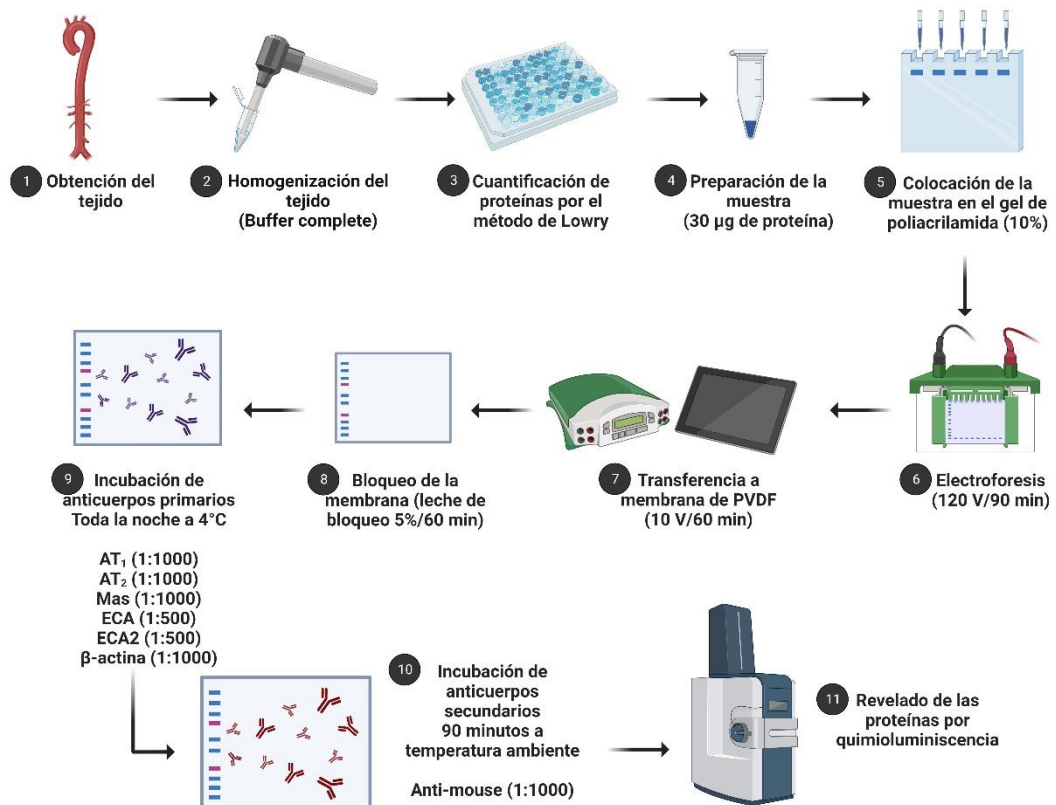 1 Obtención del
tejido
2 Homogenización del
tejido
(Buffer complete)
3 Cuantificación de
proteínas por el
método de Lowry
4 Preparación de la
muestra
(30 µg de proteína)
5 Colocación de la
muestra en el gel de
poliacrilamida (10%)
6 Electroforesis
(120 V/90 min)
7 Transferencia a
membrana de PVDF
(10 V/60 min)
8 Bloqueo de la
membrana (leche de
bloqueo 5%/60 min)
9 Incubación de
anticuerpos primarios
Toda la noche a 4°C
AT₁ (1:1000)
AT₂ (1:1000)
Mas (1:1000)
ECA (1:500)
ECA2 (1:500)
β-actina (1:1000)
10 Incubación de
anticuerpos
secundarios
90 minutos a
temperatura ambiente
Anti-mouse (1:1000)
11 Revelado de las
proteínas por
quimioluminiscencia